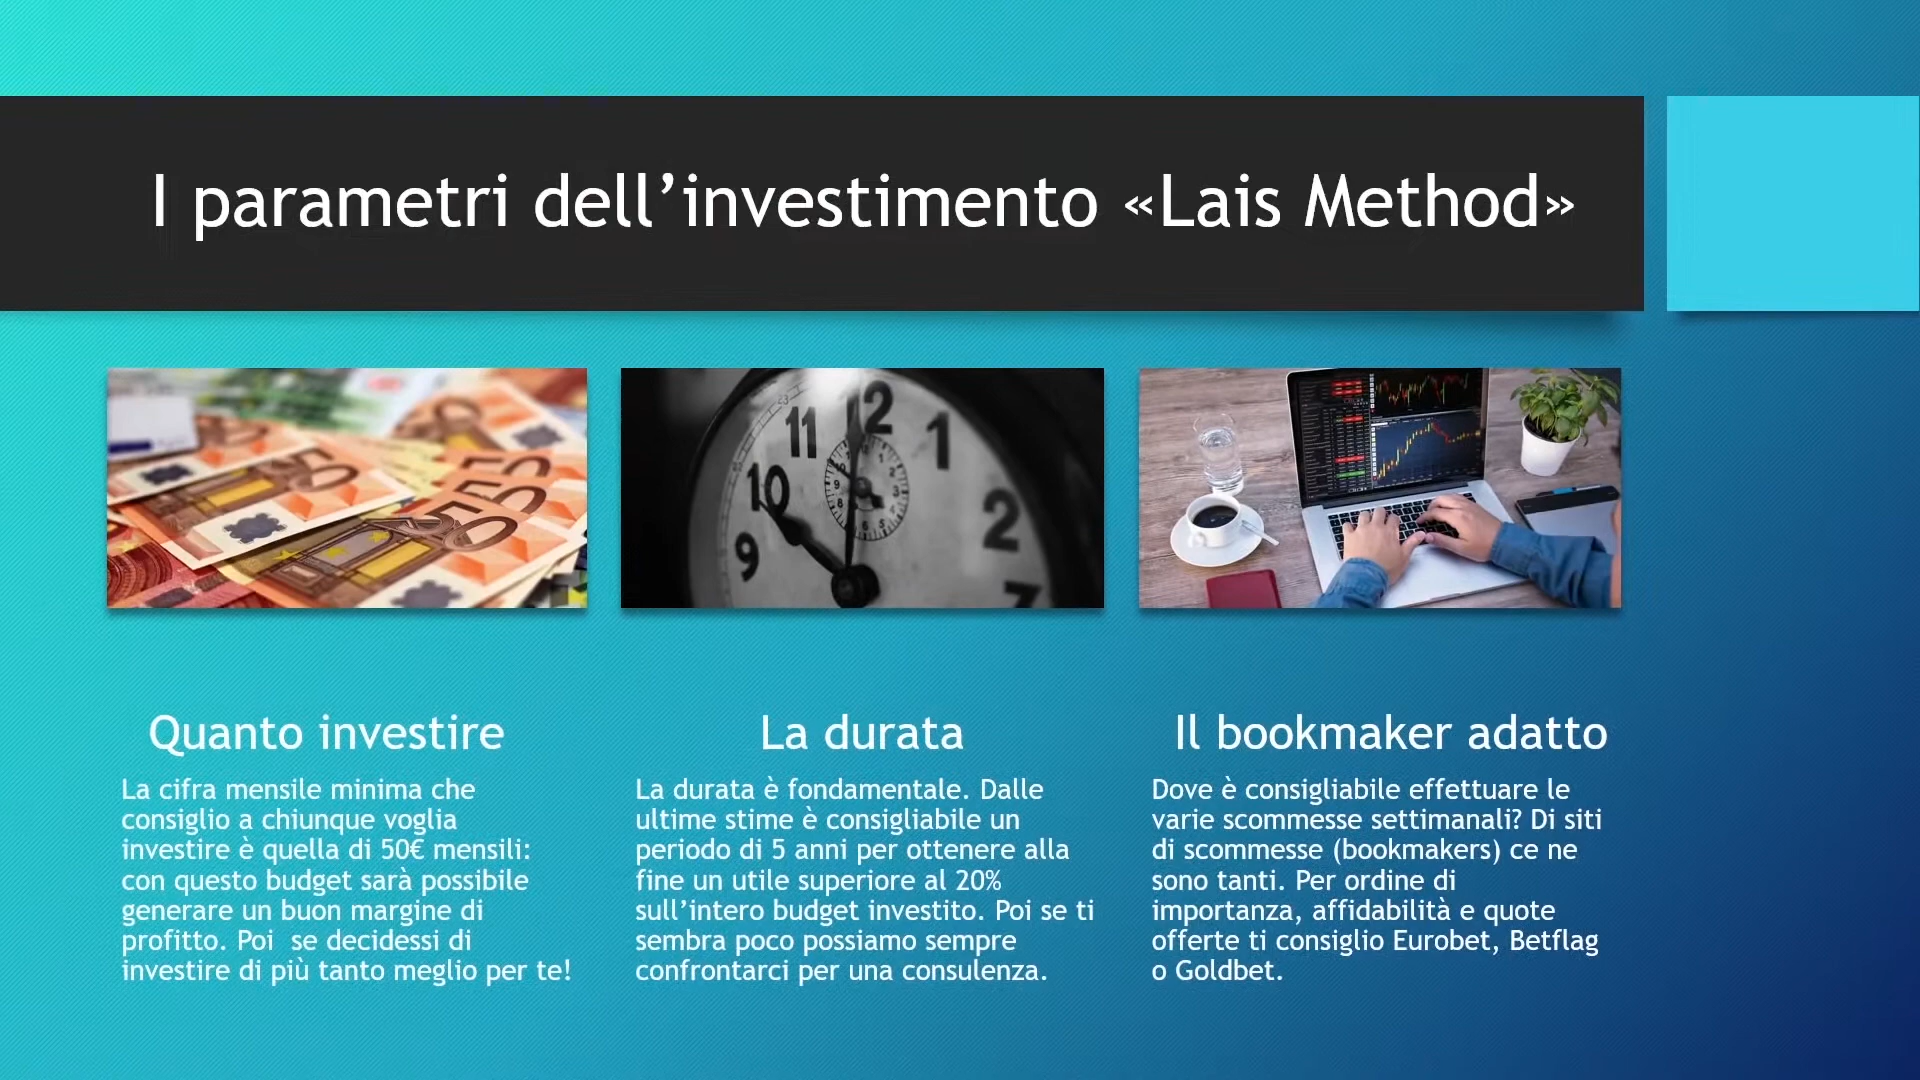 I parametri dell’investimento «Lais Method»
Quanto investire
La cifra mensile minima che
consiglio a chiunque voglia
investire è quella di 50€ mensili:
con questo budget sarà possibile
generare un buon margine di
profitto. Poi  se decidessi di
investire di più tanto meglio per te!
La durata
La durata è fondamentale. Dalle
ultime stime è consigliabile un
periodo di 5 anni per ottenere alla
fine un utile superiore al 20%
sull’intero budget investito. Poi se ti
sembra poco possiamo sempre
confrontarci per una consulenza.
Il bookmaker adatto
Dove è consigliabile effettuare le
varie scommesse settimanali? Di siti
di scommesse (bookmakers) ce ne
sono tanti. Per ordine di
importanza, affidabilità e quote
offerte ti consiglio Eurobet, Betflag
o Goldbet.